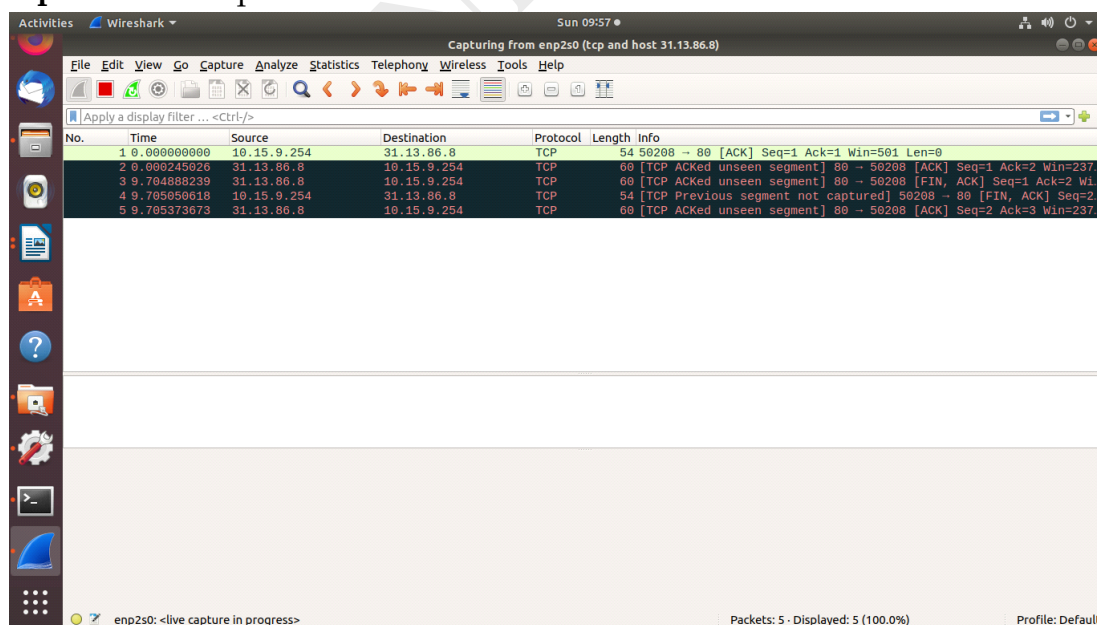 Activities Wireshark Sun 09:57
Capturing from enp2s0 (tcp and host 31.13.86.8)
File Edit View Go Capture Analyze Statistics Telephony Wireless Tools Help
Apply a display filter … <Ctrl-/>
No. Time Source Destination Protocol Length Info
1 0.000000000 10.15.9.254 31.13.86.8 TCP 54 50208 → 80 [ACK] Seq=1 Ack=1 Win=501 Len=0
2 0.000245026 31.13.86.8 10.15.9.254 TCP 60 [TCP ACKed unseen segment] 80 → 50208 [ACK] Seq=1 Ack=2 Win=237
3 9.704888239 31.13.86.8 10.15.9.254 TCP 60 [TCP ACKed unseen segment] 80 → 50208 [FIN, ACK] Seq=1 Ack=2 Wi
4 9.705050618 10.15.9.254 31.13.86.8 TCP 54 [TCP Previous segment not captured] 50208 → 80 [FIN, ACK] Seq=2
5 9.705373673 31.13.86.8 10.15.9.254 TCP 60 [TCP ACKed unseen segment] 80 → 50208 [ACK] Seq=2 Ack=3 Win=237
enp2s0: <live capture in progress> Packets: 5 · Displayed: 5 (100.0%) Profile: Default